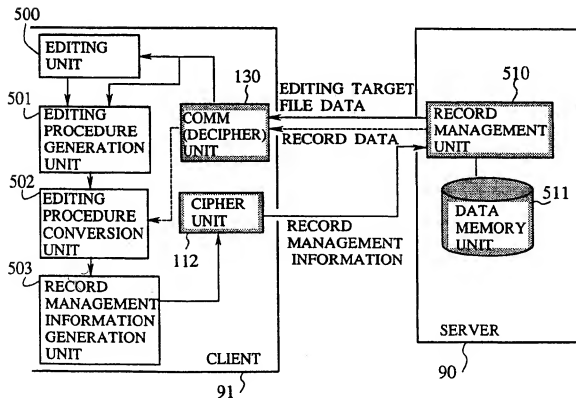 500
EDITING
UNIT
501
EDITING
PROCEDURE
GENERATION
UNIT
502
EDITING
PROCEDURE
CONVERSION
UNIT
503
RECORD
MANAGEMENT
INFORMATION
GENERATION
UNIT
130
COMM
(DECIPHER)
UNIT
CIPHER
UNIT
112
CLIENT
91
EDITING TARGET
FILE DATA
RECORD DATA
RECORD
MANAGEMENT
INFORMATION
510
RECORD
MANAGEMENT
UNIT
511
DATA
MEMORY
UNIT
SERVER
90